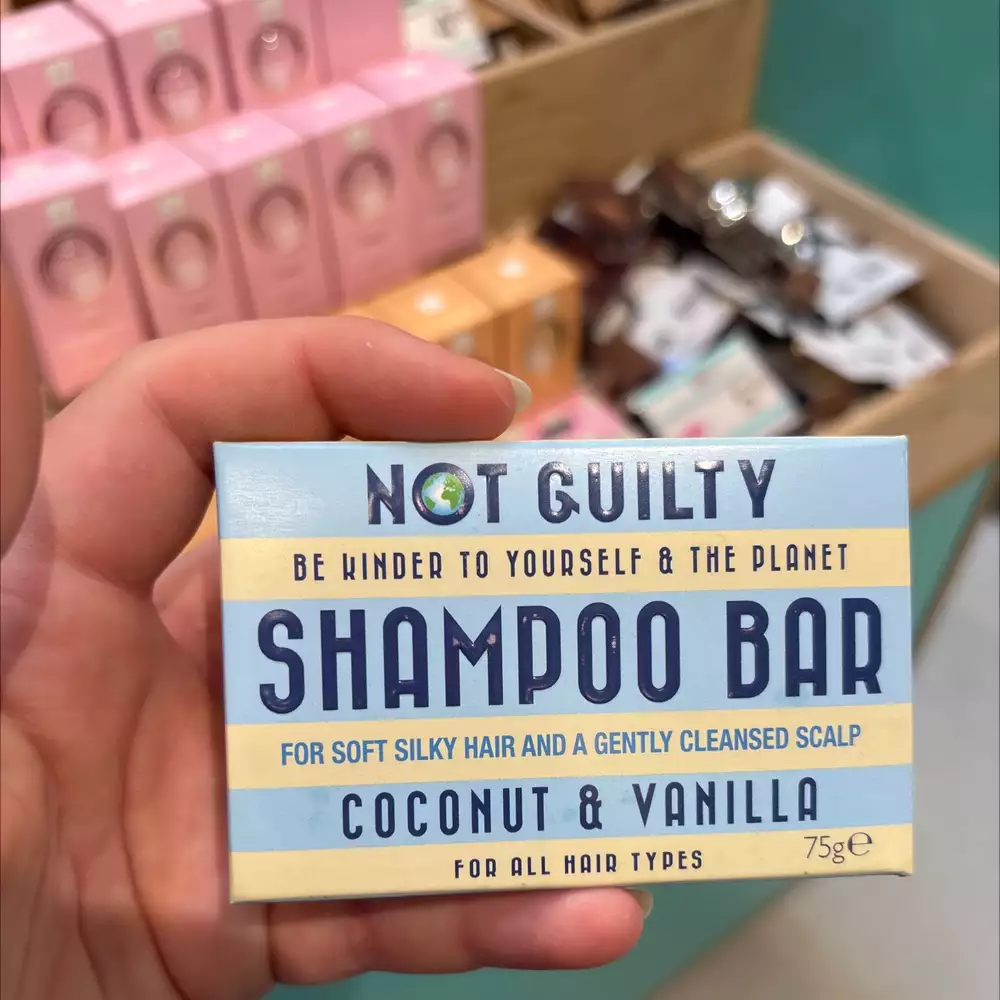 NOT GUILTY
BE KINDER TO YOURSELF & THE PLANET
SHAMPOO BAR
FOR SOFT SILKY HAIR AND A GENTLY CLEANSED SCALP
COCONUT & VANILLA
FOR ALL HAIR TYPES
75g℮